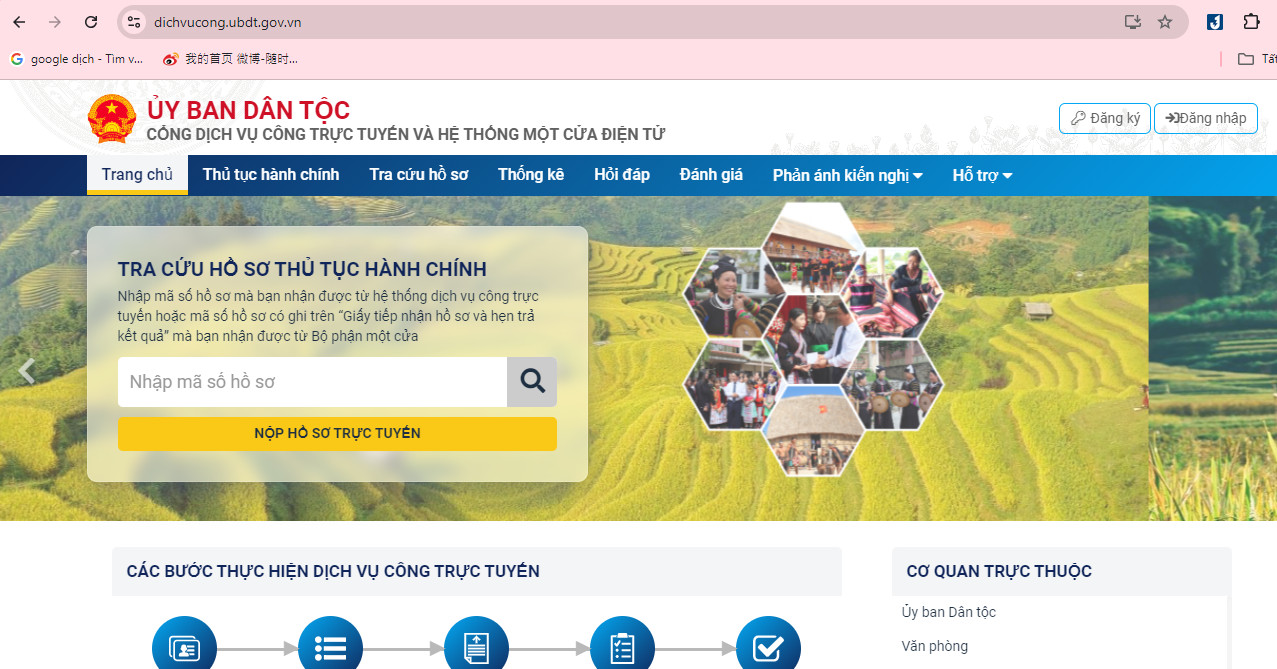 dichvucong.ubdt.gov.vn
google dịch - Tìm v...
我的首页 微博-随时...
ỦY BAN DÂN TỘC
CỔNG DỊCH VỤ CÔNG TRỰC TUYẾN VÀ HỆ THỐNG MỘT CỬA ĐIỆN TỬ
Đăng ký
Đăng nhập
Trang chủ
Thủ tục hành chính
Tra cứu hồ sơ
Thống kê
Hỏi đáp
Đánh giá
Phản ánh kiến nghị
Hỗ trợ
TRA CỨU HỒ SƠ THỦ TỤC HÀNH CHÍNH
Nhập mã số hồ sơ mà bạn nhận được từ hệ thống dịch vụ công trực
tuyến hoặc mã số hồ sơ có ghi trên “Giấy tiếp nhận hồ sơ và hẹn trả
kết quả” mà bạn nhận được từ Bộ phận một cửa
Nhập mã số hồ sơ
NỘP HỒ SƠ TRỰC TUYẾN
CÁC BƯỚC THỰC HIỆN DỊCH VỤ CÔNG TRỰC TUYẾN
CƠ QUAN TRỰC THUỘC
Ủy ban Dân tộc
Văn phòng